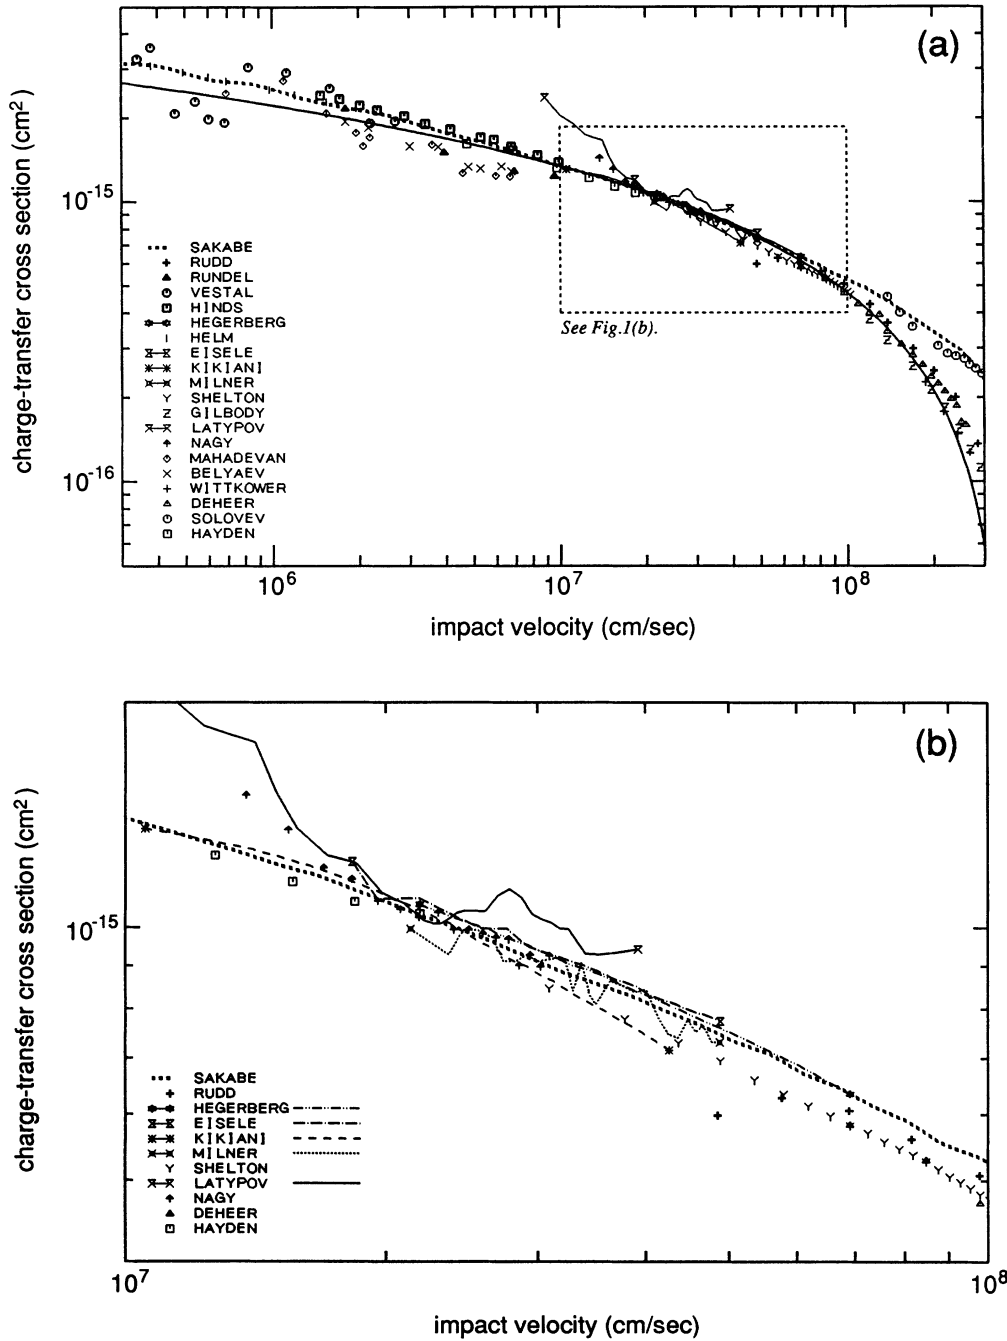 (a)
charge-transfer cross section (cm²)
10⁻¹⁵
SAKABE
RUDD
RUNDEL
VESTAL
HINDS
HEGERBERG
HELM
EISELE
KIKIANI
MILNER
SHELTON
GILBODY
LATYPOV
NAGY
MAHADEVAN
BELYAEV
WITTKOWER
DEHEER
SOLOVEV
HAYDEN
See Fig.1(b).
10⁻¹⁶
10⁶ 10⁷ 10⁸
impact velocity (cm/sec)
(b)
charge-transfer cross section (cm²)
10⁻¹⁵
SAKABE
RUDD
HEGERBERG
EISELE
KIKIANI
MILNER
SHELTON
LATYPOV
NAGY
DEHEER
HAYDEN
10⁷ 10⁸
impact velocity (cm/sec)